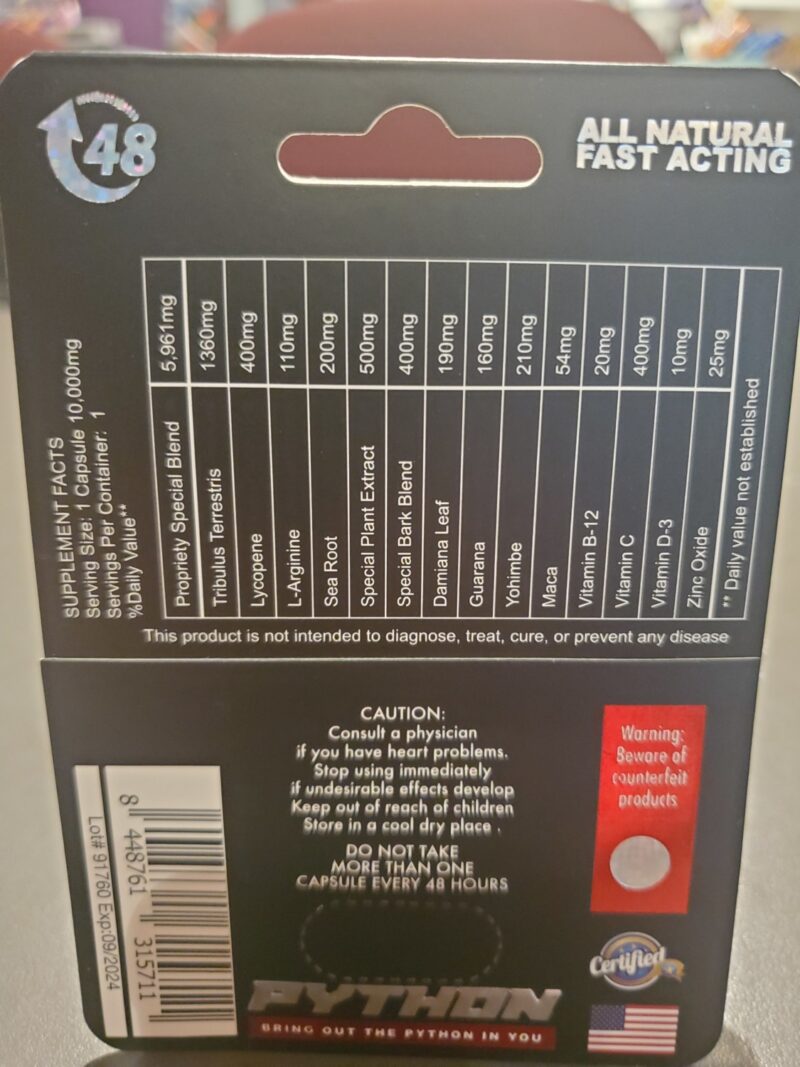 48
ALL NATURAL
FAST ACTING
SUPPLEMENT FACTS
Serving Size: 1 Capsule 10,000mg
Servings Per Container: 1
%Daily Value**
Propriety Special Blend 5,961mg
Tribulus Terrestris 1360mg
Lycopene 400mg
L-Arginine 110mg
Sea Root 200mg
Special Plant Extract 500mg
Special Bark Blend 400mg
Damiana Leaf 190mg
Guarana 160mg
Yohimbe 210mg
Maca 54mg
Vitamin B-12 20mg
Vitamin C 400mg
Vitamin D-3 10mg
Zinc Oxide 25mg
** Daily value not established
This product is not intended to diagnose, treat, cure, or prevent any disease
CAUTION:
Consult a physician
if you have heart problems.
Stop using immediately
if undesirable effects develop
Keep out of reach of children
Store in a cool dry place .
DO NOT TAKE
MORE THAN ONE
CAPSULE EVERY 48 HOURS
Warning:
Beware of
counterfeit
products
8 448761 315711
Lot# 91760 Exp:09/2024
Certified
PYTHON
BRING OUT THE PYTHON IN YOU